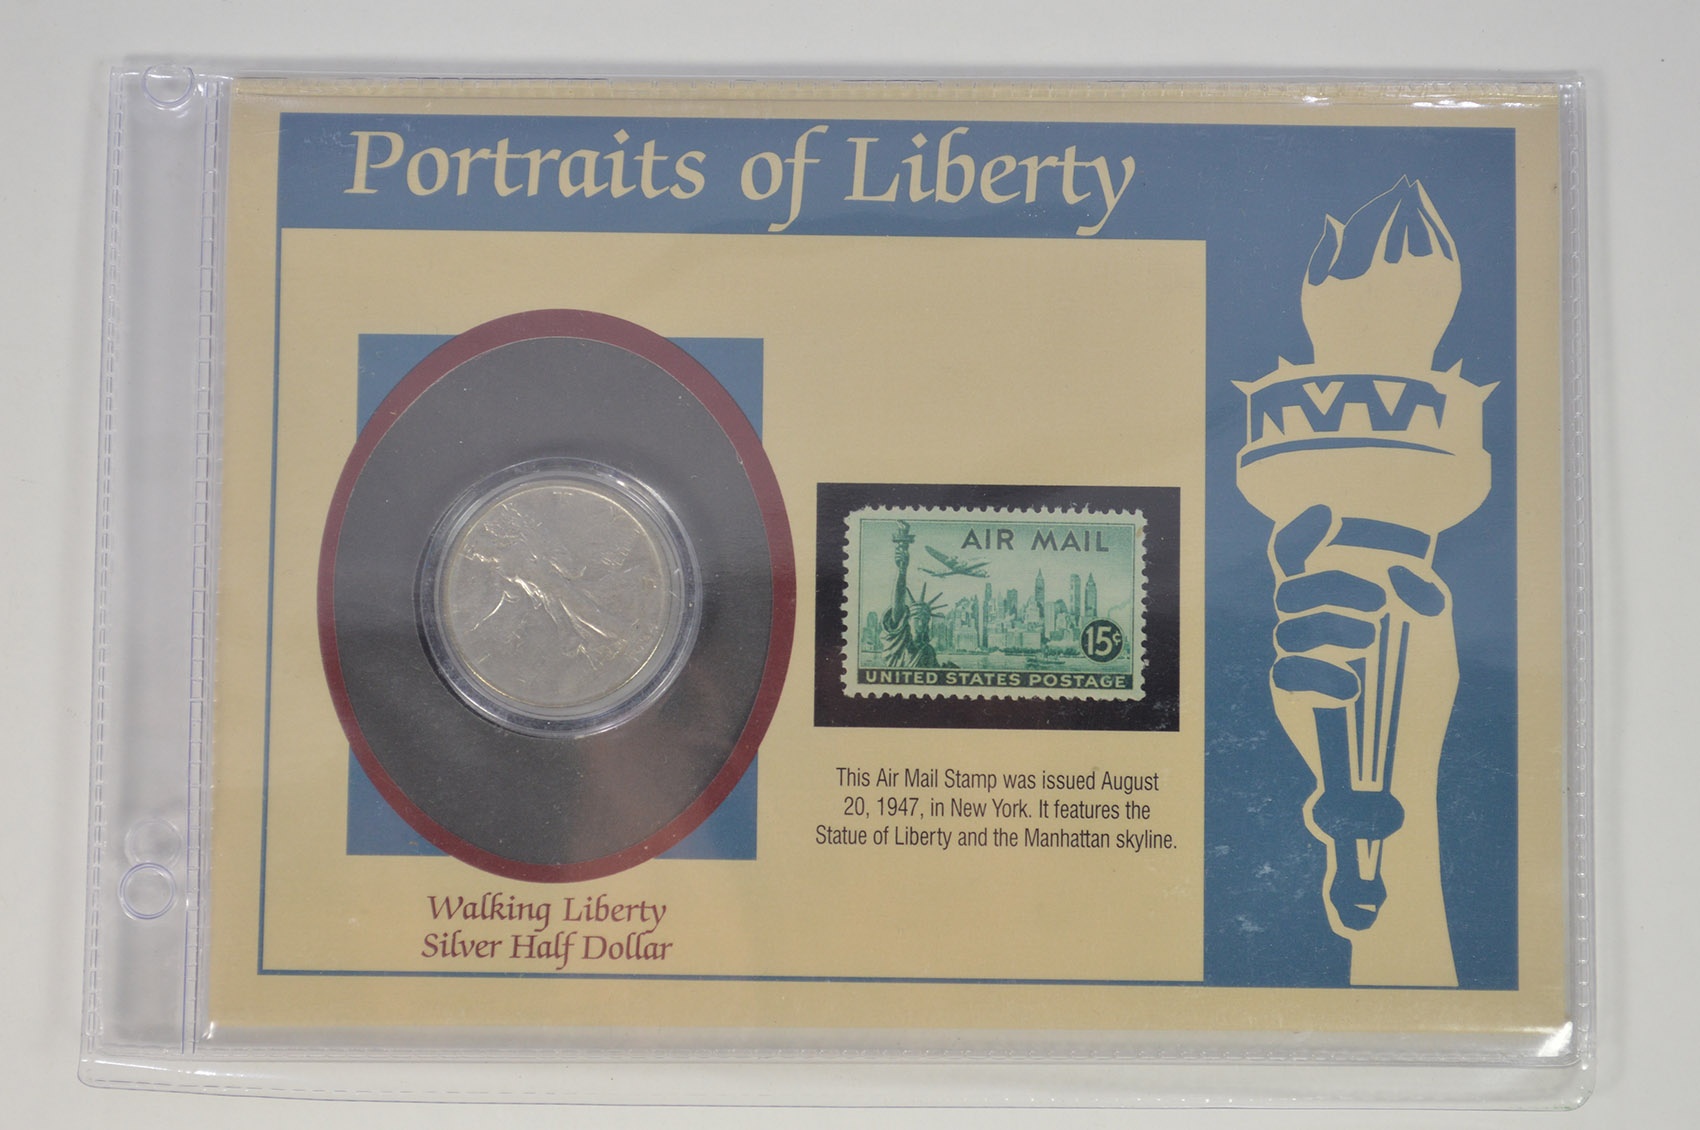 Portraits of Liberty
AIR MAIL
15¢
UNITED STATES POSTAGE
This Air Mail Stamp was issued August
20, 1947, in New York. It features the
Statue of Liberty and the Manhattan skyline.
Walking Liberty
Silver Half Dollar